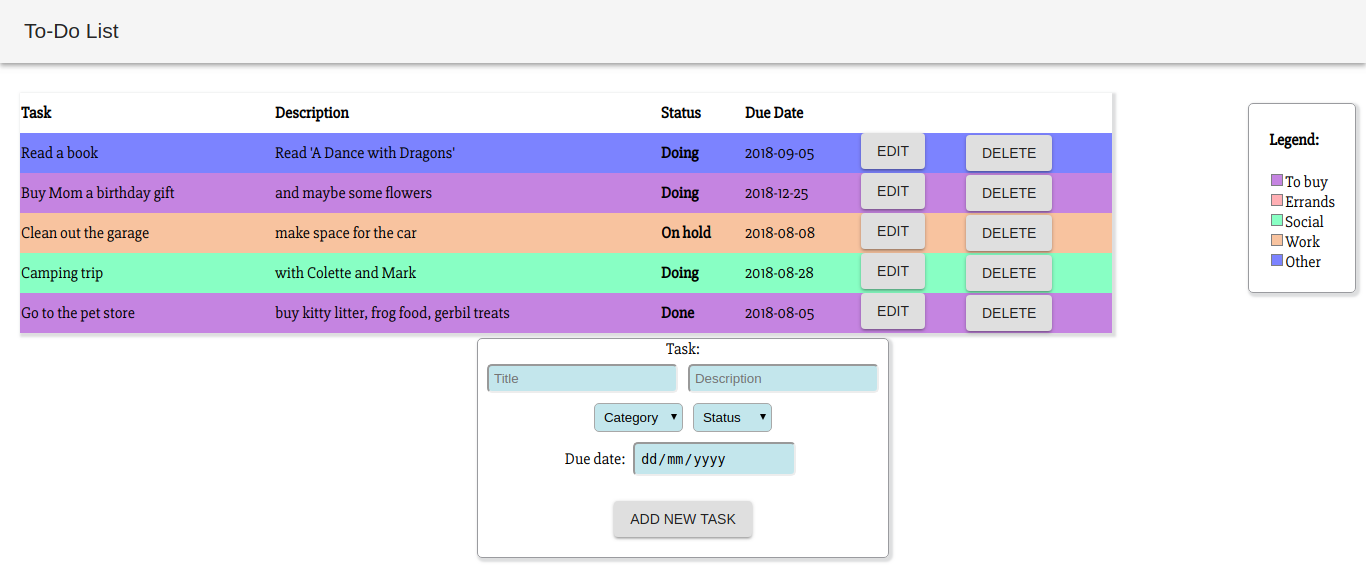 To-Do List
Task Description Status Due Date
Read a book Read 'A Dance with Dragons' Doing 2018-09-05 EDIT DELETE
Buy Mom a birthday gift and maybe some flowers Doing 2018-12-25 EDIT DELETE
Clean out the garage make space for the car On hold 2018-08-08 EDIT DELETE
Camping trip with Colette and Mark Doing 2018-08-28 EDIT DELETE
Go to the pet store buy kitty litter, frog food, gerbil treats Done 2018-08-05 EDIT DELETE
Legend:
To buy
Errands
Social
Work
Other
Task:
Title Description
Category Status
Due date: dd/mm/yyyy
ADD NEW TASK